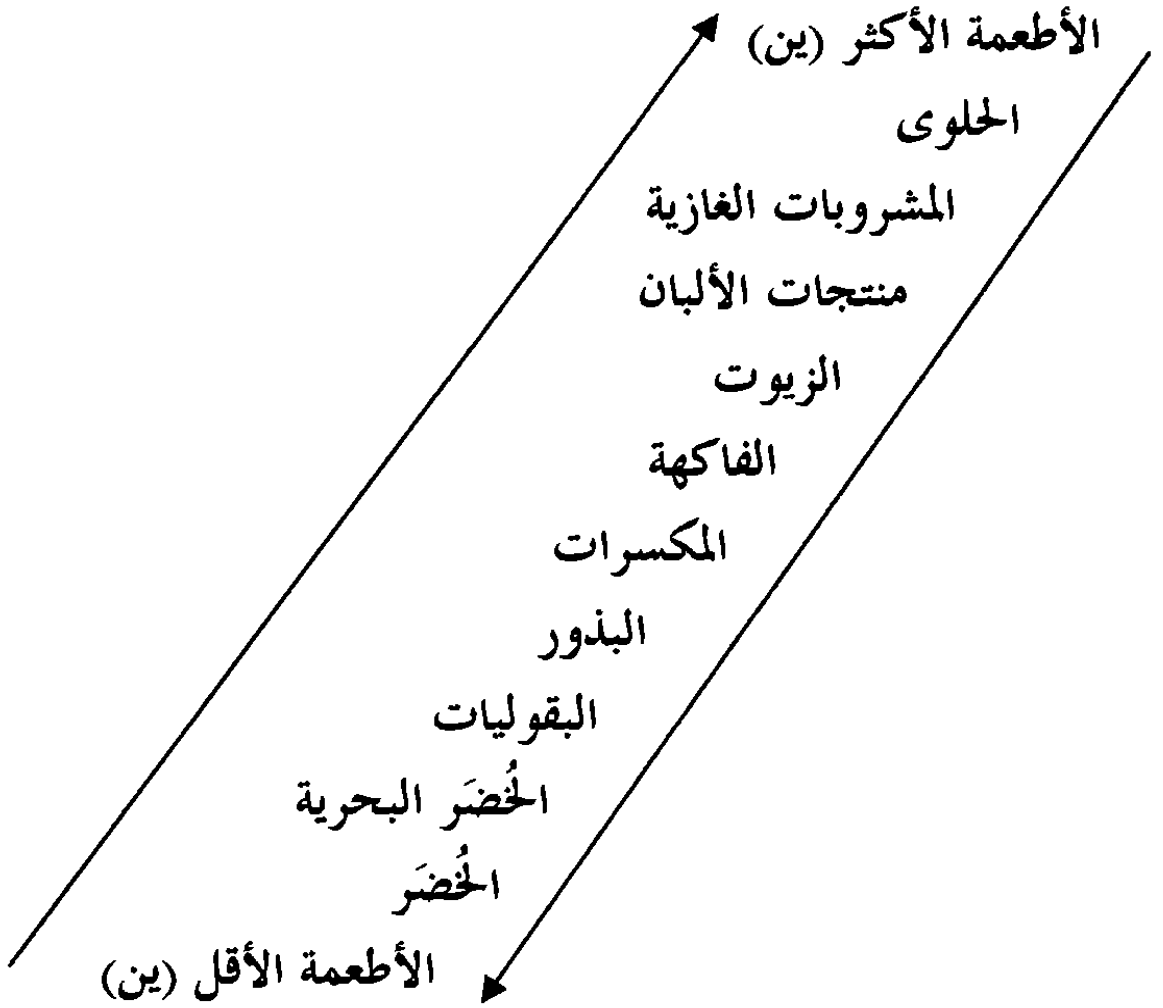 الأطعمة الأكثر (ين)
الحلوى
المشروبات الغازية
منتجات الألبان
الزيوت
الفاكهة
المكسرات
البذور
البقوليات
الخُضَر البحرية
الخُضَر
الأطعمة الأقل (ين)